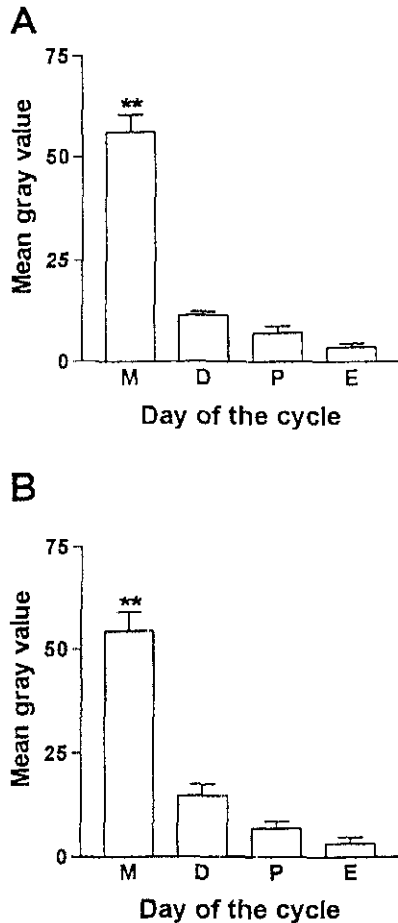 A
75
**
50
25
0
Mean gray value
M D P E
Day of the cycle
B
75
**
50
25
0
Mean gray value
M D P E
Day of the cycle